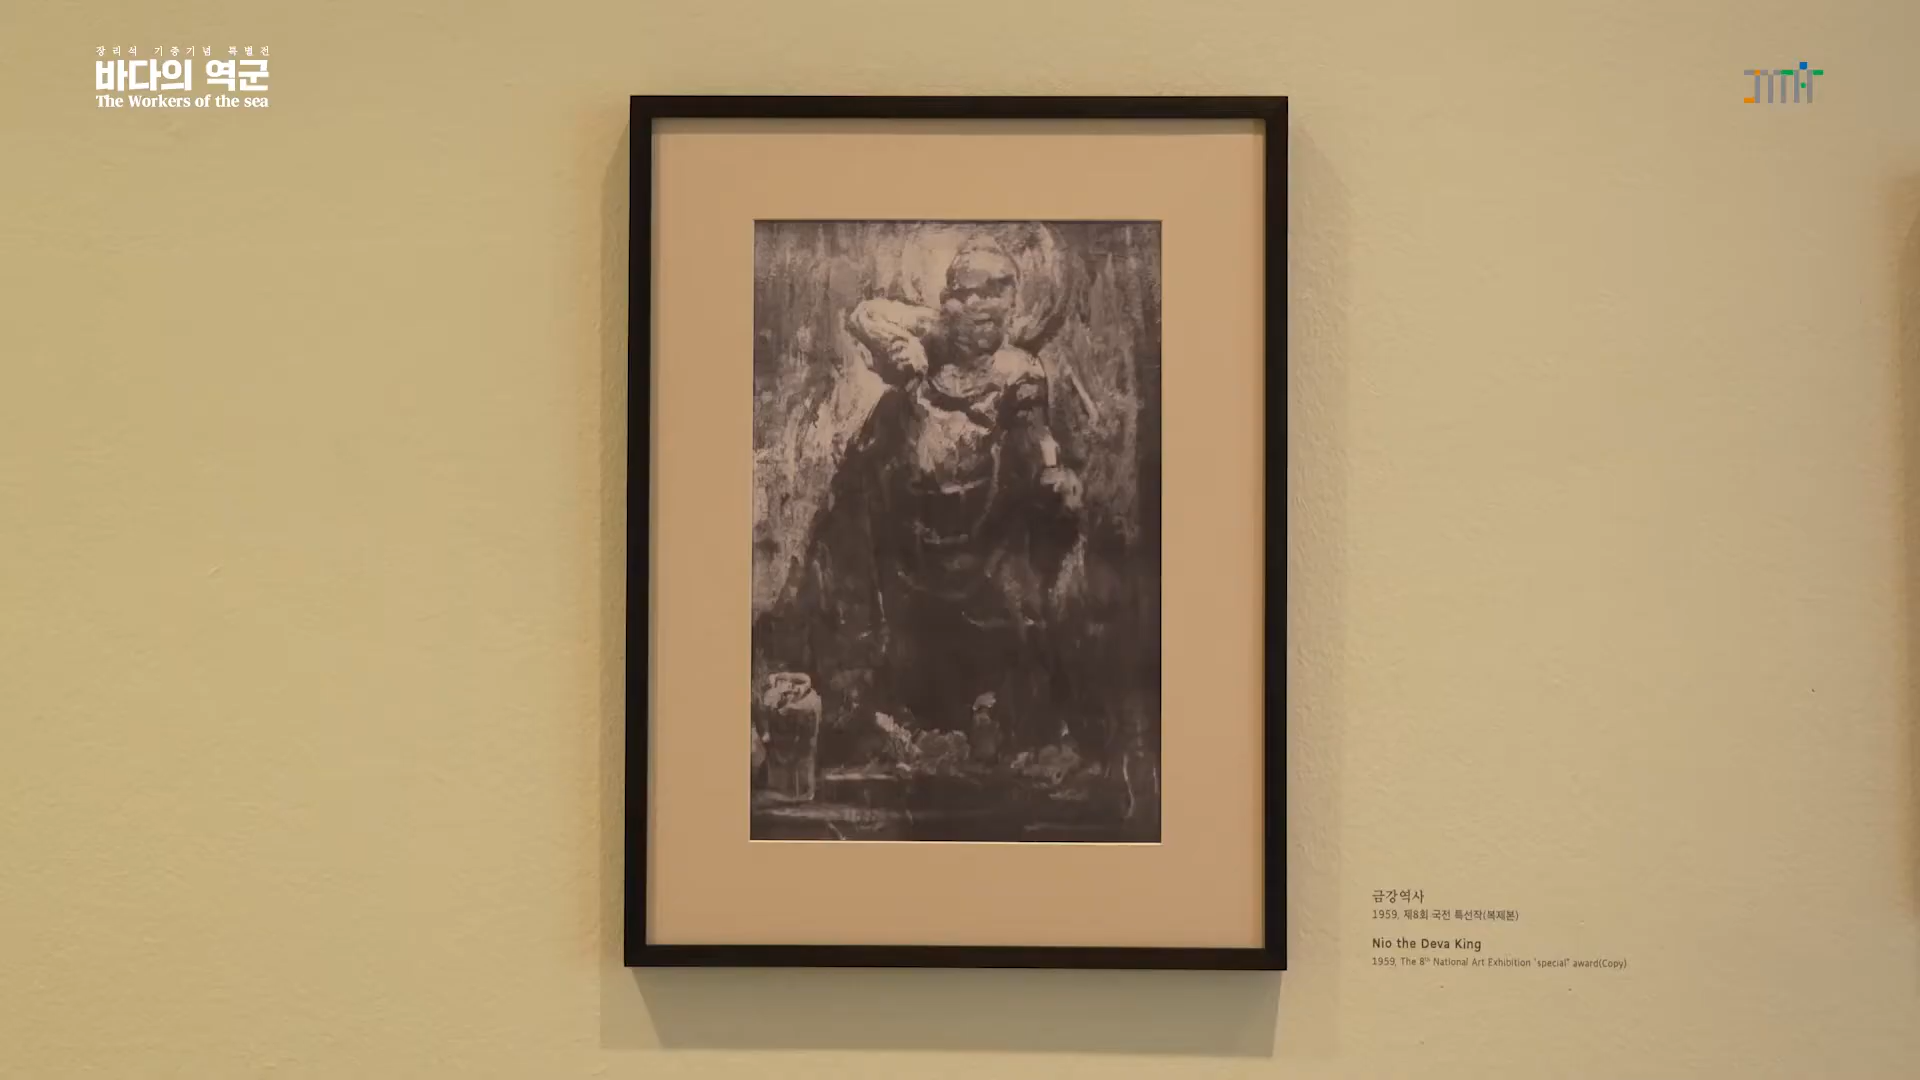 장리석 기증기념 특별전
바다의 역군
The Workers of the sea
금강역사
1959, 제8회 국전 특선작(복제본)
Nio the Deva King
1959, The 8th National Art Exhibition 'special" award(Copy)